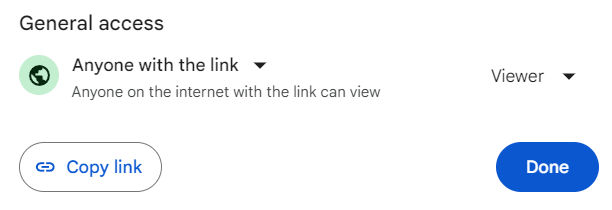 General access
Anyone with the link
Anyone on the internet with the link can view
Viewer
Copy link
Done